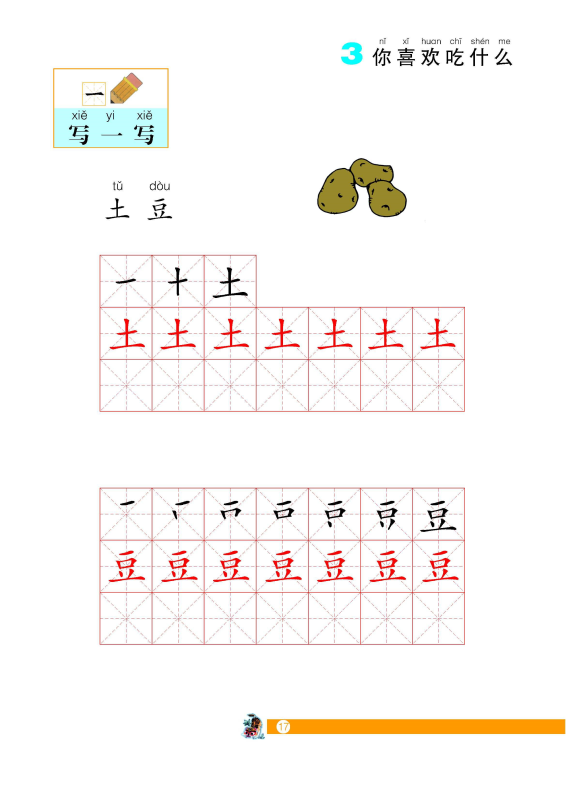 nǐ xǐ huan chī shén me
3 你喜欢吃什么
一
xiě yi xiě
写一写
tǔ dòu
土 豆
一 十 土
土 土 土 土 土 土 土
豆
豆 豆 豆 豆 豆 豆 豆
17